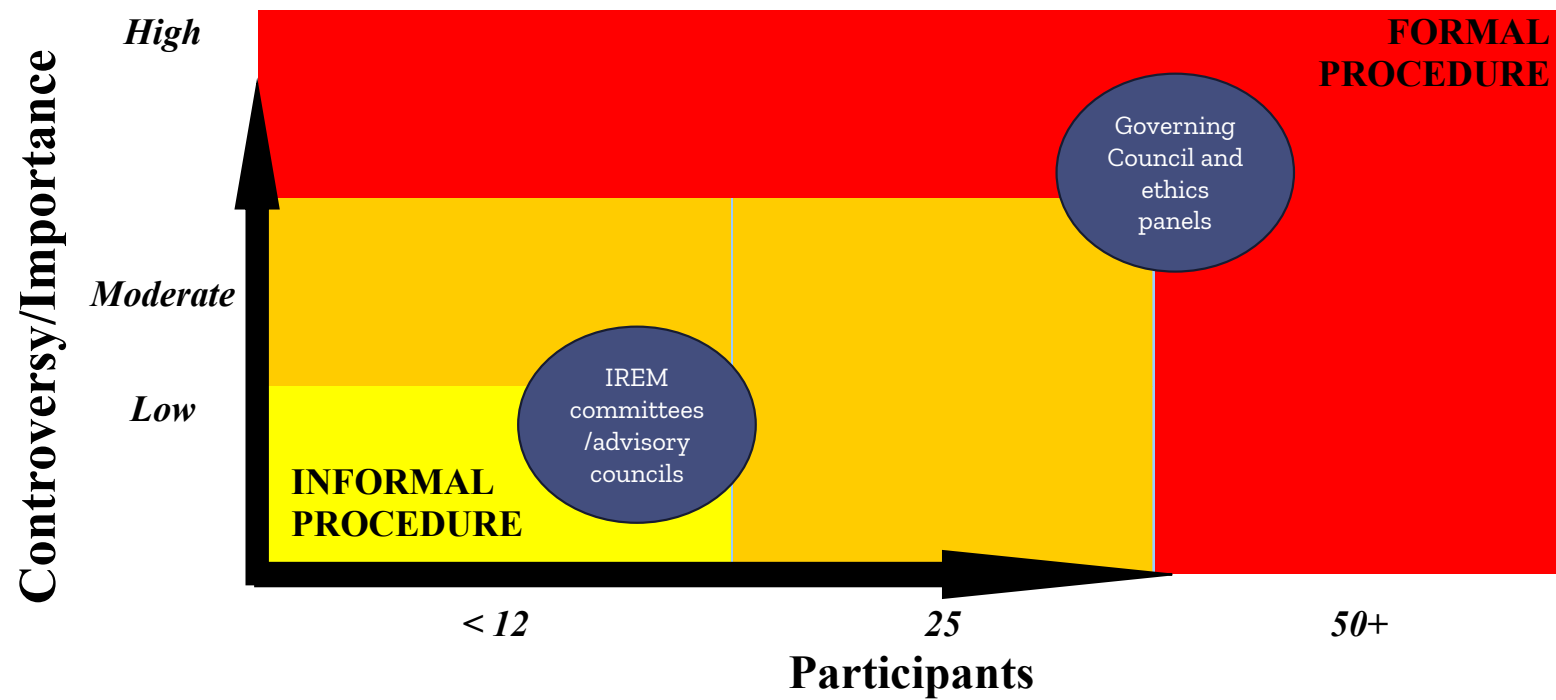 High
FORMAL
PROCEDURE
Controversy/Importance
Governing
Council and
ethics
panels
Moderate
IREM
committees
/advisory
councils
Low
INFORMAL
PROCEDURE
< 12
25
50+
Participants